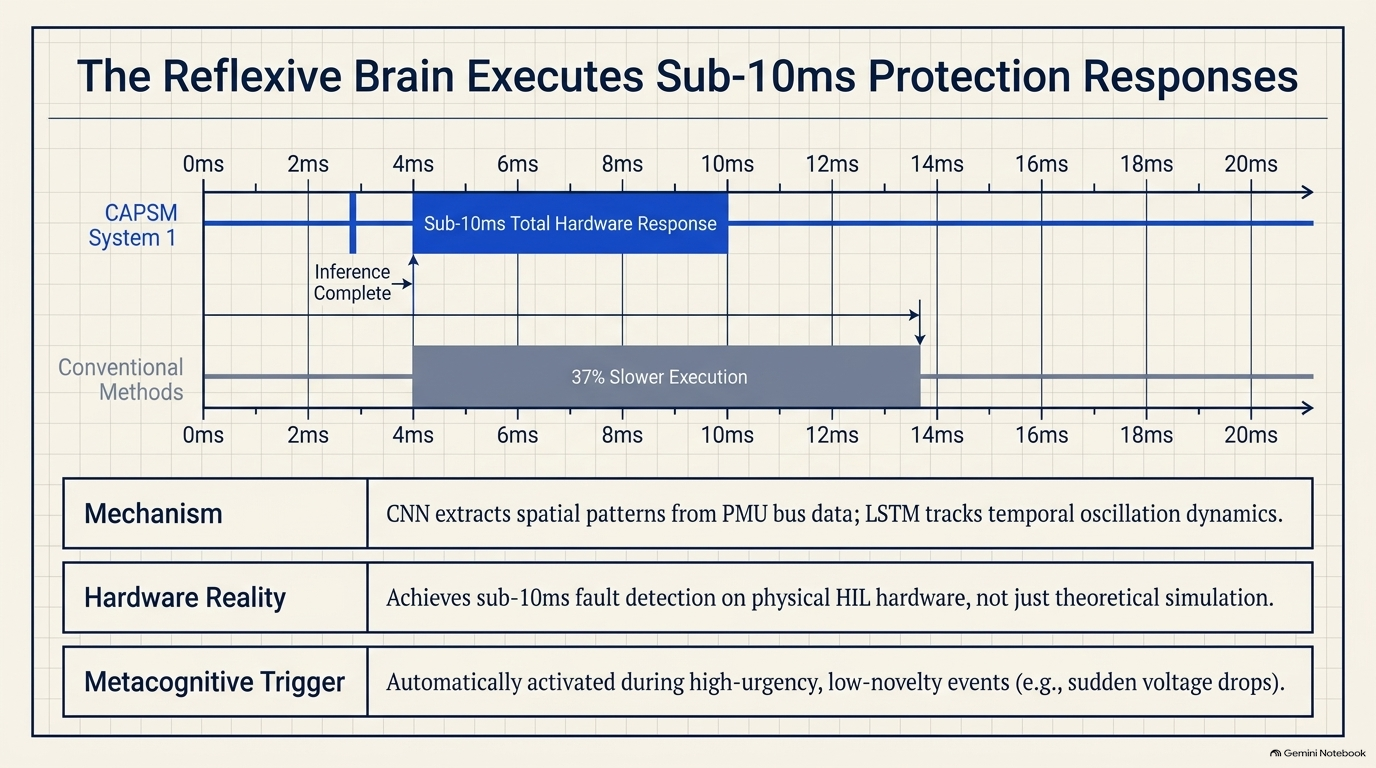 The Reflexive Brain Executes Sub-10ms Protection Responses
0ms 2ms 4ms 6ms 8ms 10ms 12ms 14ms 16ms 18ms 20ms
CAPSM
System 1
Sub-10ms Total Hardware Response
Inference
Complete
Conventional
Methods
37% Slower Execution
0ms 2ms 4ms 6ms 8ms 10ms 12ms 14ms 16ms 18ms 20ms
Mechanism
CNN extracts spatial patterns from PMU bus data; LSTM tracks temporal oscillation dynamics.
Hardware Reality
Achieves sub-10ms fault detection on physical HIL hardware, not just theoretical simulation.
Metacognitive Trigger
Automatically activated during high-urgency, low-novelty events (e.g., sudden voltage drops).
Gemini Notebook